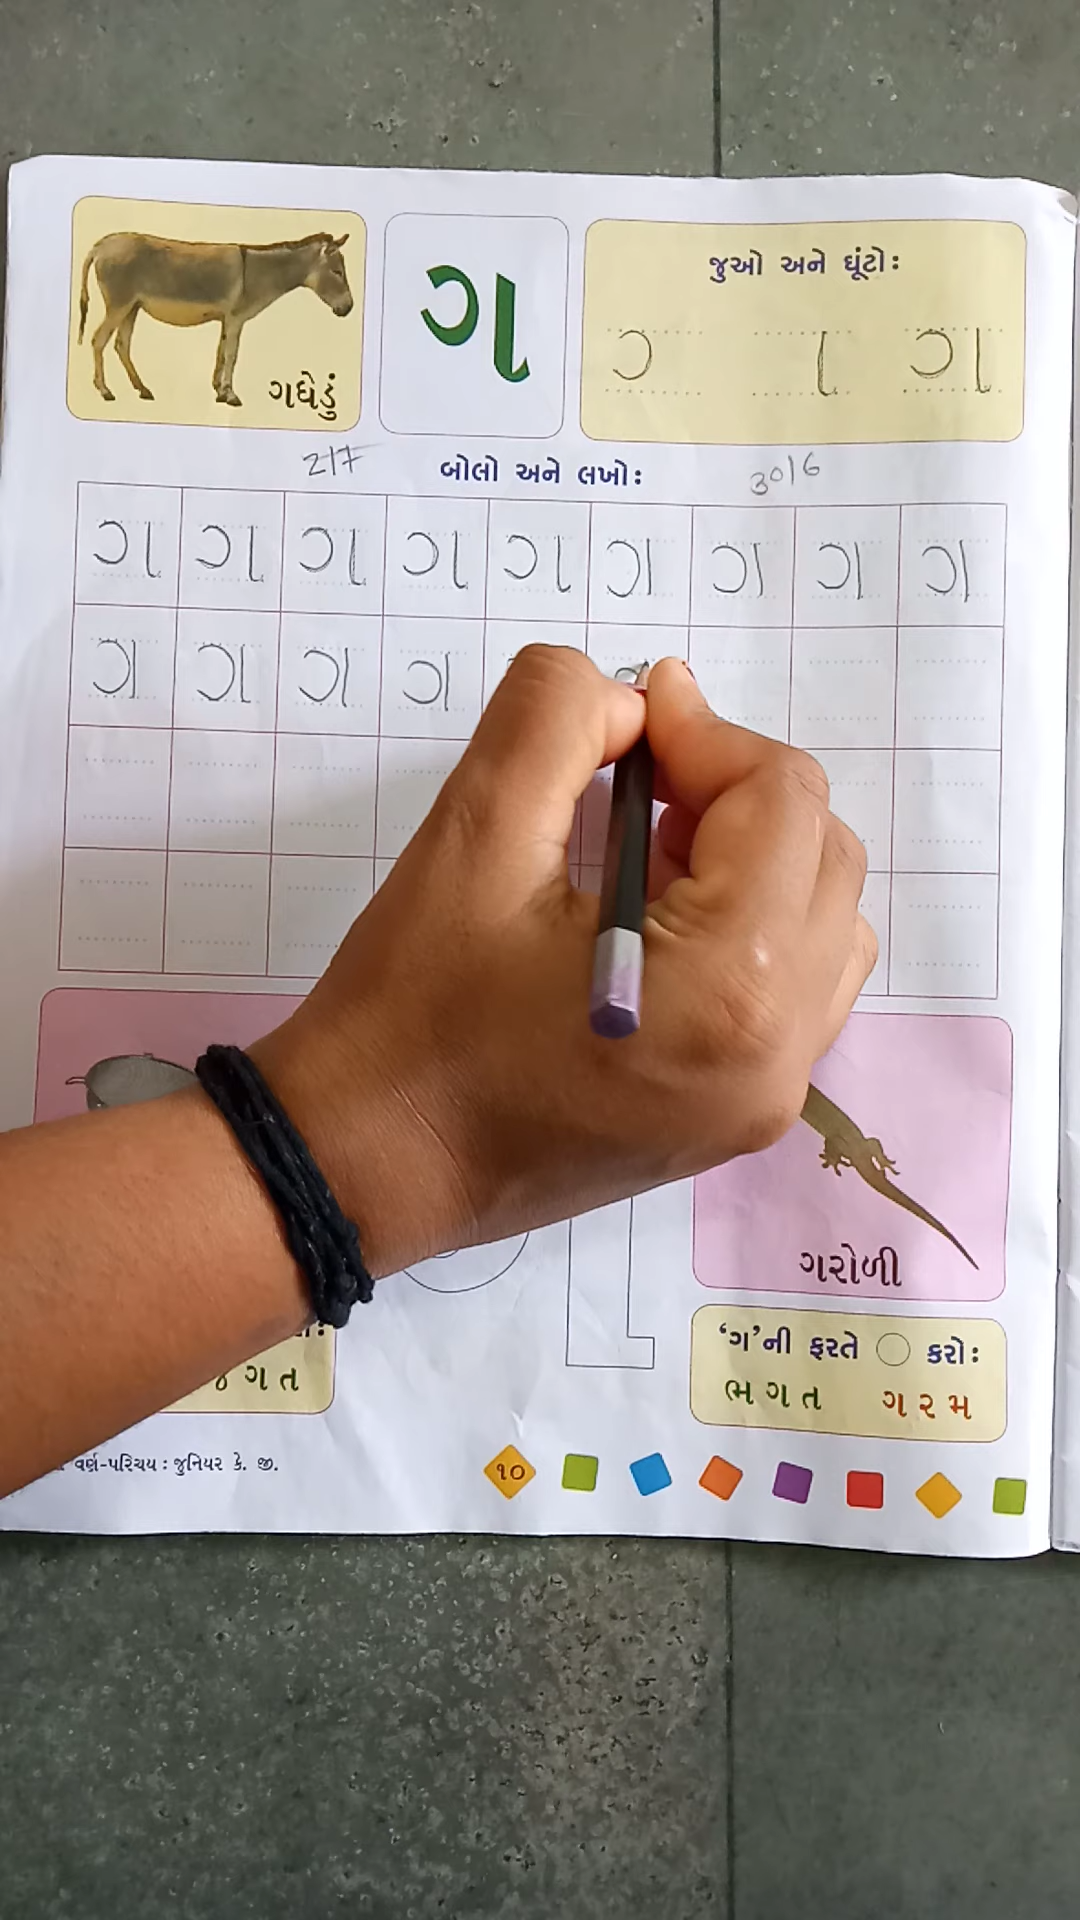 ગધેડું
ગ
જુઓ અને ઘૂંટો:
ગ
217
બોલો અને લખો:
3016
ગ ગ ગ ગ ગ ગ ગ ગ ગ
ગ ગ ગ ગ
ગરોળી
ગ ત
‘ગ’ની ફરતે કરો:
ભ ગ ત ગ ર મ
વર્ણ-પરિચય : જુનિયર કે. જી.
૧૦